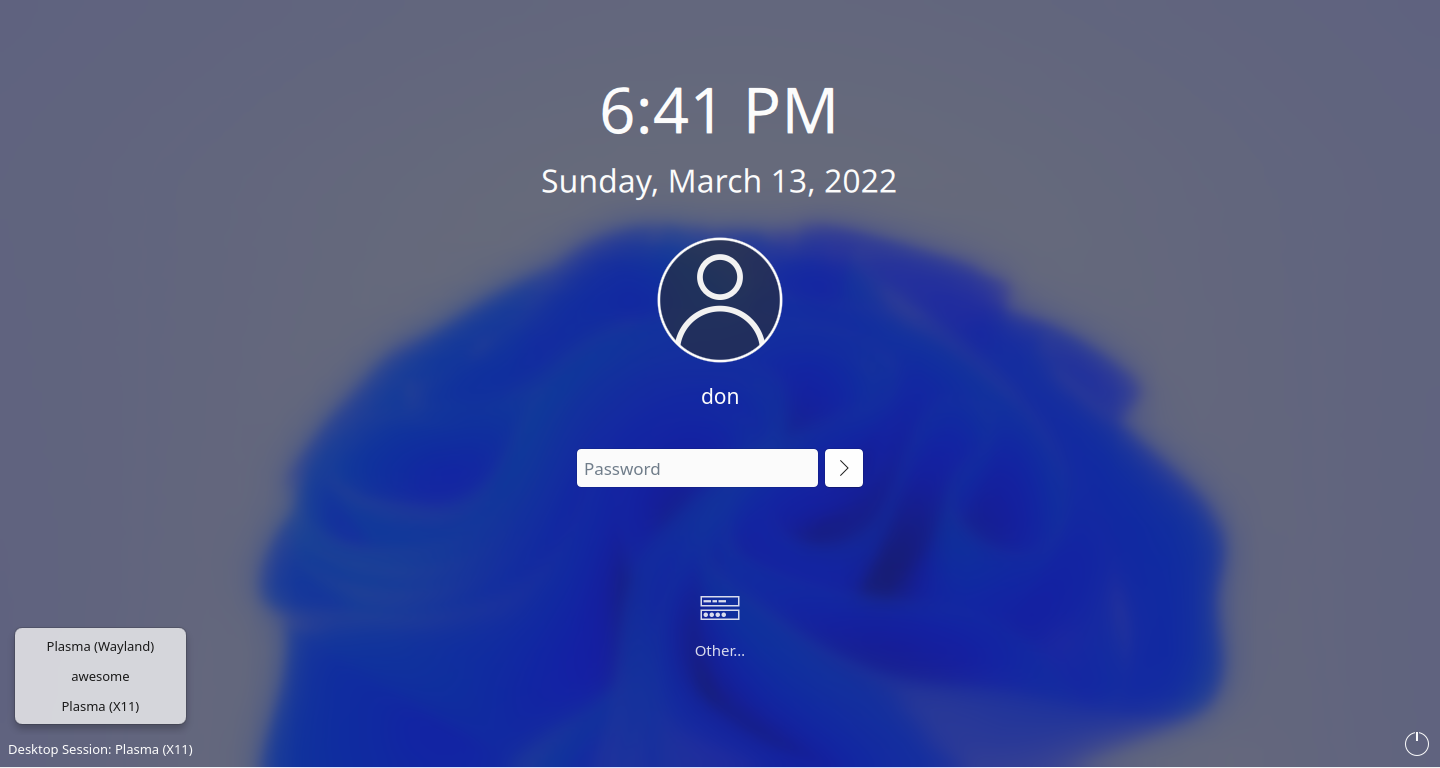 6:41 PM
Sunday, March 13, 2022
don
Password
Other...
Plasma (Wayland)
awesome
Plasma (X11)
Desktop Session: Plasma (X11)